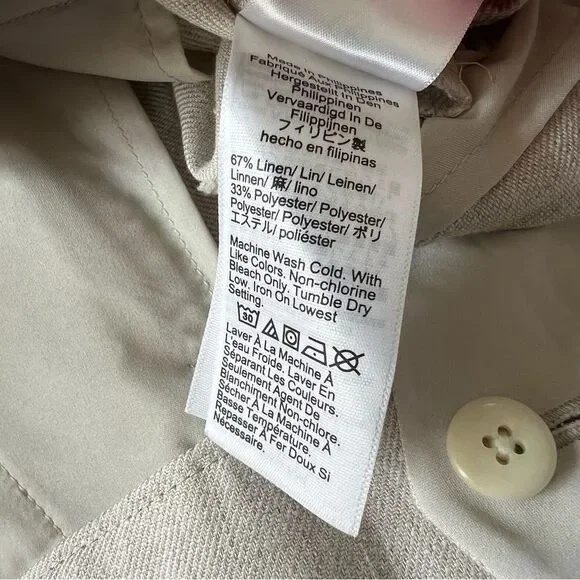 Made in Philippines
Fabriqué Aux Philippines
Hergestellt In Den
Philippinen
Vervaardigd In De
Filippijnen
フィリピン製
hecho en filipinas
67% Linen/ Lin/ Leinen/
Linnen/ 麻/ lino
33% Polyester/ Polyester/
Polyester/ Polyester/ ポリ
エステル/ poliéster
Machine Wash Cold. With
Like Colors. Non-chlorine
Bleach Only. Tumble Dry
Low. Iron On Lowest
Setting.
30
Laver À La Machine À
L'eau Froide. Laver En
Séparant Les Couleurs.
Seulement Agent De
Blanchiment Non-chlore.
Sécher À La Machine À
Basse Température.
Repasser À Fer Doux Si
Nécessaire.